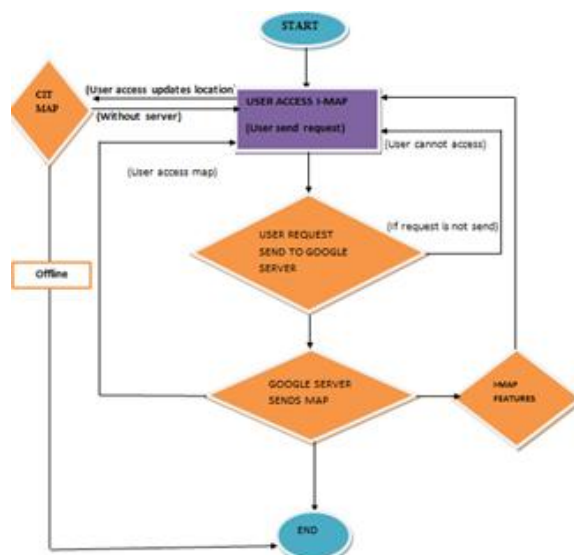 START
CIT
MAP
(User access updates location)
(Without server)
USER ACCESS I-MAP
(User send request)
(User cannot access)
(User access map)
(If request is not send)
USER REQUEST
SEND TO GOOGLE
SERVER
Offline
GOOGLE SERVER
SENDS MAP
I-MAP
FEATURES
END